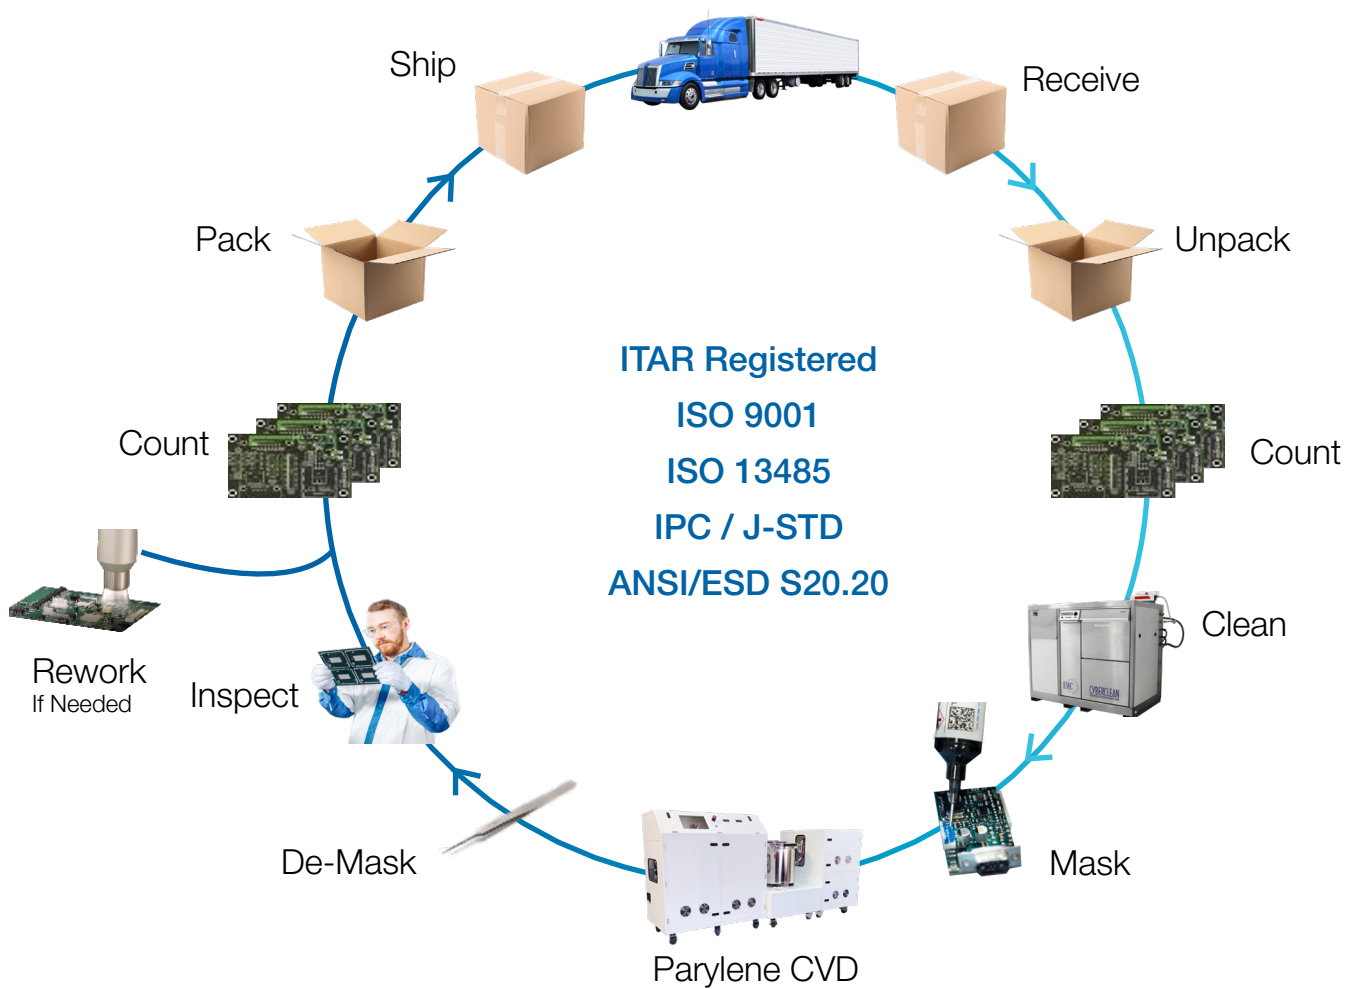 Ship
Receive
Pack
Unpack
ITAR Registered
ISO 9001
ISO 13485
IPC / J-STD
ANSI/ESD S20.20
Count
Count
Clean
CYBERCLEAN
Rework
If Needed
Inspect
De-Mask
Mask
Parylene CVD